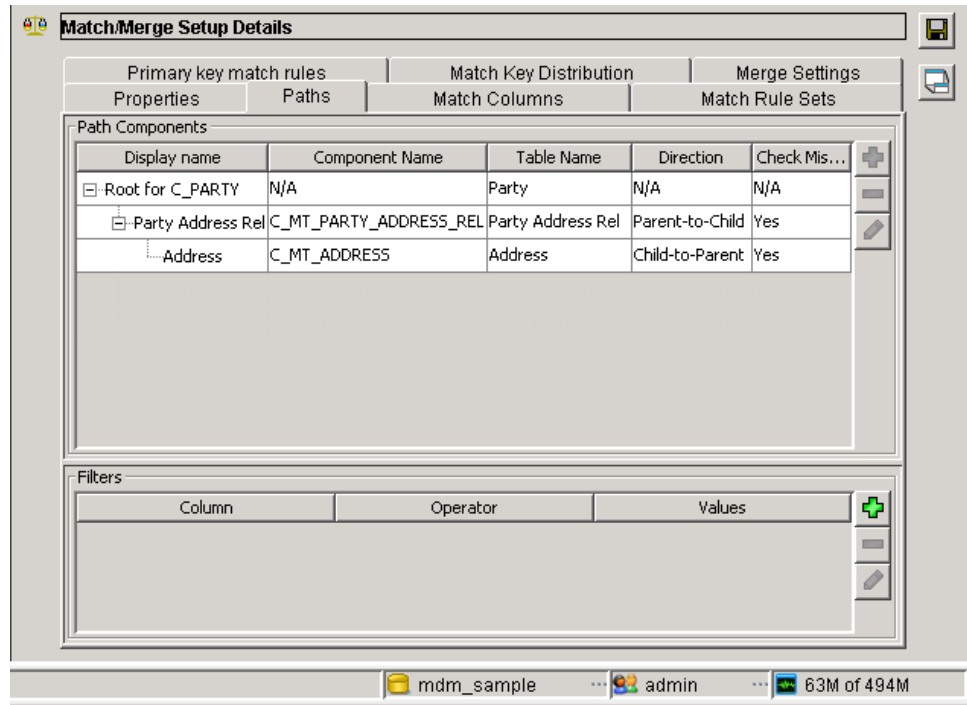 Match/Merge Setup Details
Primary key match rules Match Key Distribution Merge Settings
Properties Paths Match Columns Match Rule Sets
Path Components
Display name Component Name Table Name Direction Check Mis...
Root for C_PARTY N/A Party N/A N/A
Party Address Rel C_MT_PARTY_ADDRESS_REL Party Address Rel Parent-to-Child Yes
Address C_MT_ADDRESS Address Child-to-Parent Yes
Filters
Column Operator Values
mdm_sample ... admin ... 63M of 494M